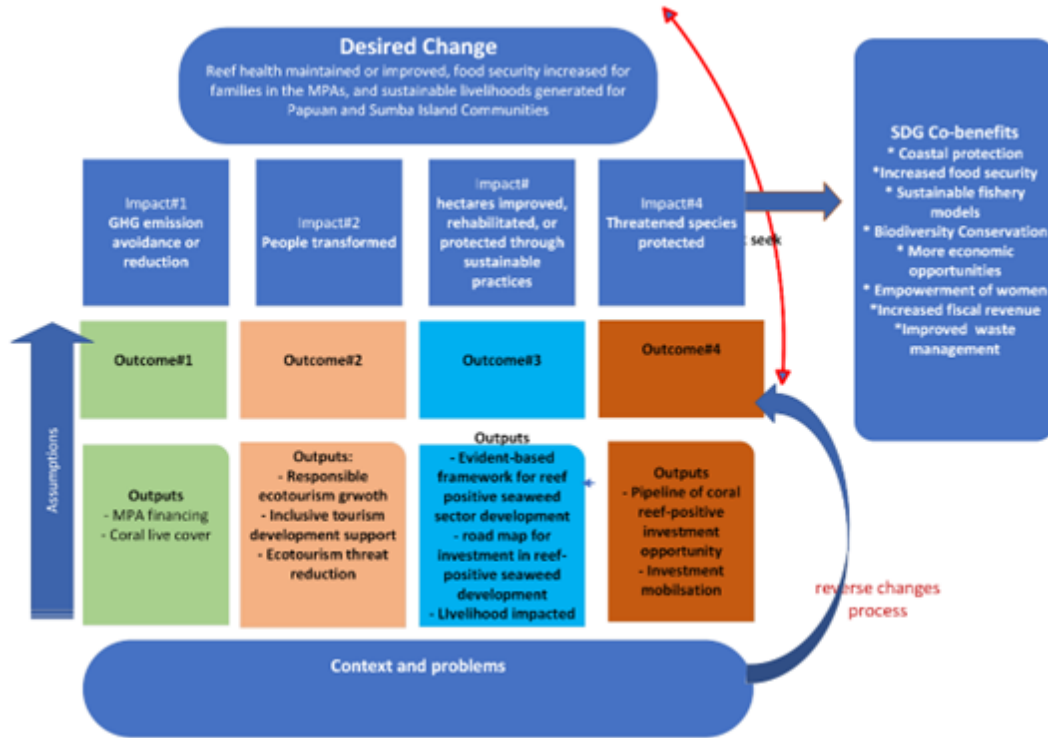 Desired Change
Reef health maintained or improved, food security increased for
families in the MPAs, and sustainable livelihoods generated for
Papuan and Sumba Island Communities
Impact#1
GHG emission
avoidance or
reduction
Impact#2
People transformed
Impact#
hectares improved,
rehabilitated, or
protected through
sustainable
practices
Impact#4
Threatened species
protected
seek
SDG Co-benefits
* Coastal protection
*Increased food security
* Sustainable fishery
models
* Biodiversity Conservation
* More economic
opportunities
* Empowerment of women
*Increased fiscal revenue
*Improved waste
management
Assumptions
Outcome#1
Outcome#2
Outcome#3
Outcome#4
Outputs
- MPA financing
- Coral live cover
Outputs:
- Responsible
ecotourism grwoth
- Inclusive tourism
development support
- Ecotourism threat
reduction
Outputs
- Evident-based
framework for reef
positive seaweed
sector development
- road map for
investment in reef-
positive seaweed
development
- LIvelihood impacted
Outputs
- Pipeline of coral
reef-positive
investment
opportunity
- Investment
mobilisation
reverse changes
process
Context and problems